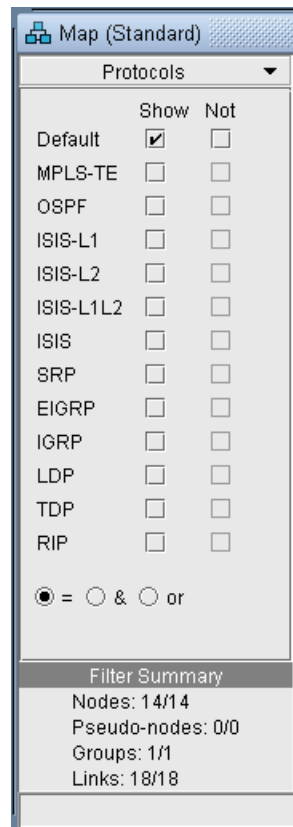 Map (Standard)
Protocols
Show Not
Default
MPLS-TE
OSPF
ISIS-L1
ISIS-L2
ISIS-L1L2
ISIS
SRP
EIGRP
IGRP
LDP
TDP
RIP
= & or
Filter Summary
Nodes: 14/14
Pseudo-nodes: 0/0
Groups: 1/1
Links: 18/18